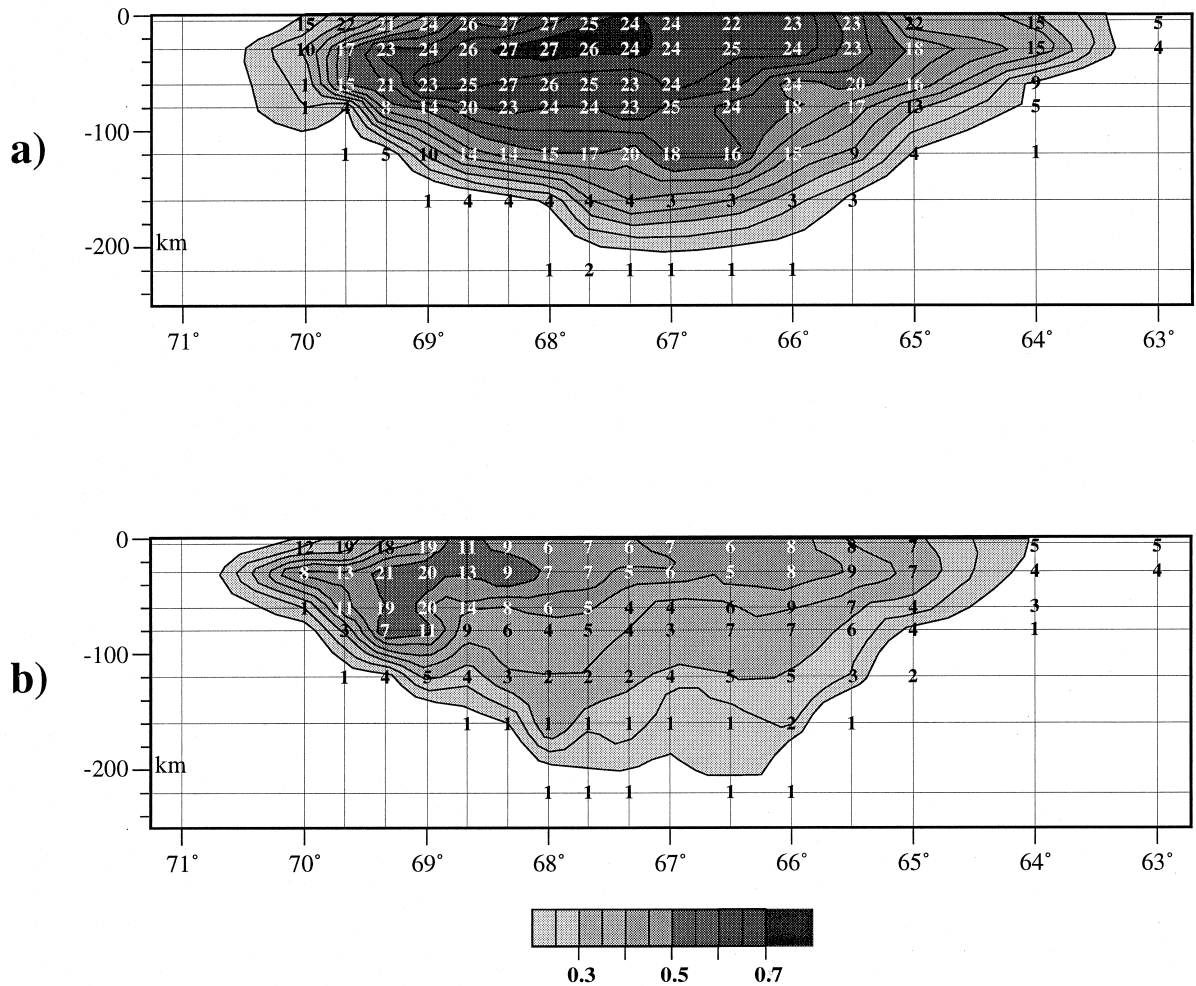 0 15 22 21 24 26 27 27 25 24 24 22 23 23 22 15 5
10 17 23 24 26 27 27 26 24 24 25 24 23 18 15 4
1 15 21 23 25 27 26 25 23 24 24 24 20 16 9
1 4 8 14 20 23 24 24 23 25 24 18 17 13 5
-100
a)
1 5 10 14 14 15 17 20 18 16 15 9 4 1
1 4 4 4 4 4 3 3 3 3
-200 km
1 2 1 1 1 1
71° 70° 69° 68° 67° 66° 65° 64° 63°
0 12 19 18 19 11 9 6 7 6 7 6 8 8 7 5 5
8 13 21 20 13 9 7 7 5 6 5 8 9 7 4 4
1 11 19 20 14 8 6 5 4 4 6 9 7 4 3
3 7 11 9 6 4 5 4 3 7 7 6 4 1
-100
b)
1 4 5 4 3 2 2 2 4 5 5 3 2
1 1 1 1 1 1 1 2 1
-200 km
1 1 1 1 1
71° 70° 69° 68° 67° 66° 65° 64° 63°
0.3 0.5 0.7